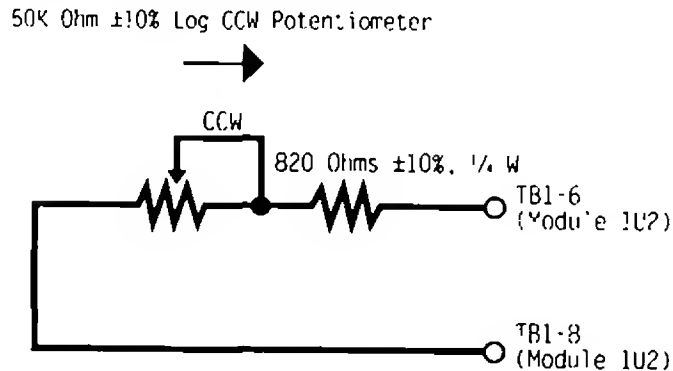 50K Ohm ±10% Log CCW Potentiometer
CCW
820 Ohms ±10%, ¼ W
TB1-6
(Module 1U2)
TB1-8
(Module 1U2)